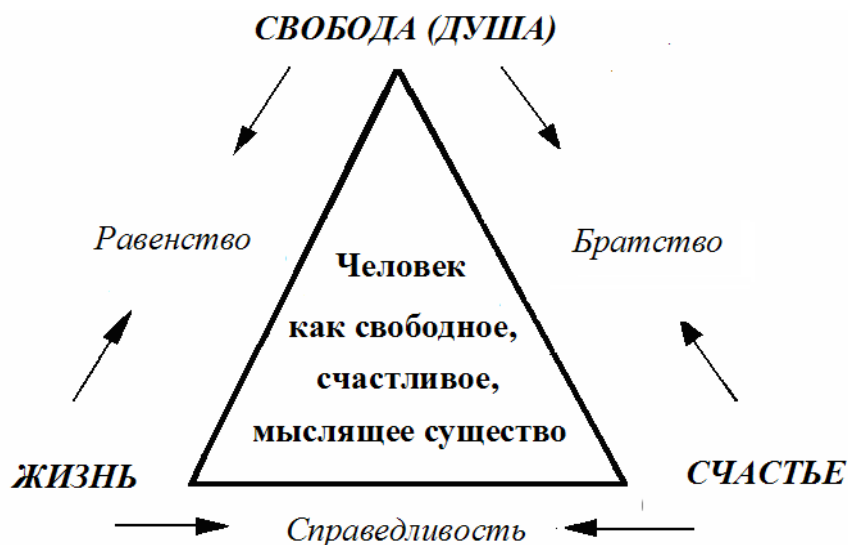 СВОБОДА (ДУША)
Равенство
Братство
Человек
как свободное,
счастливое,
мыслящее существо
ЖИЗНЬ
СЧАСТЬЕ
Справедливость